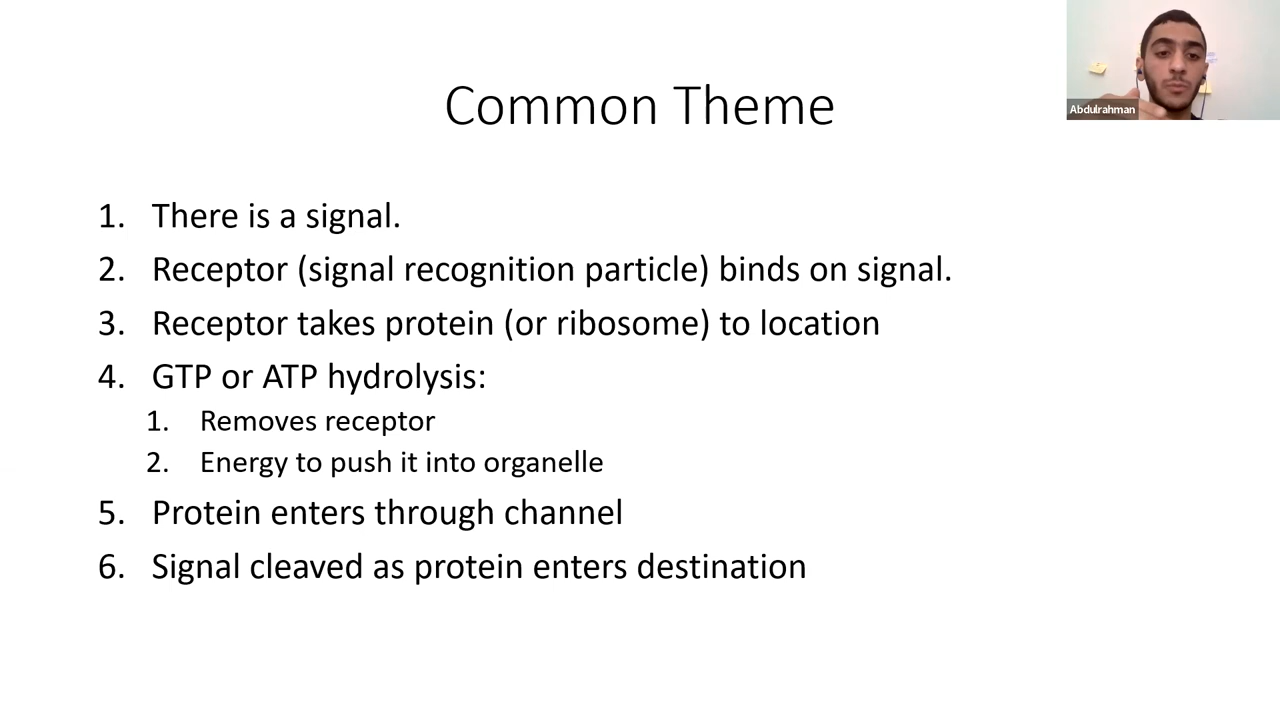 Common Theme
Abdulrahman
1. There is a signal.
2. Receptor (signal recognition particle) binds on signal.
3. Receptor takes protein (or ribosome) to location
4. GTP or ATP hydrolysis:
1. Removes receptor
2. Energy to push it into organelle
5. Protein enters through channel
6. Signal cleaved as protein enters destination